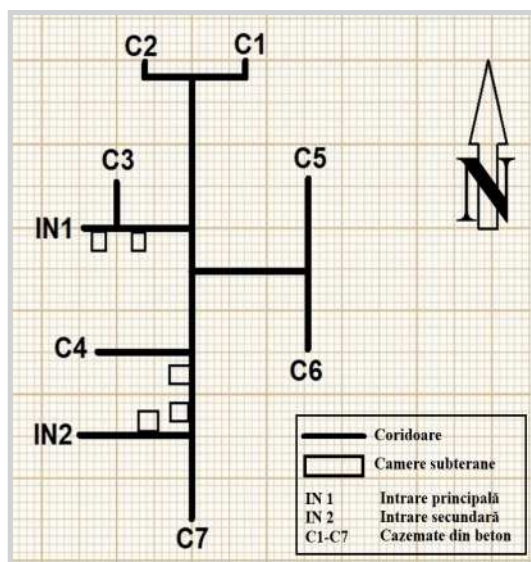 C2 C1
C3
C5
IN1
N
C4
C6
IN2
C7
Coridoare
Camere subterane
IN 1 Intrare principală
IN 2 Intrare secundară
C1-C7 Cazemate din beton